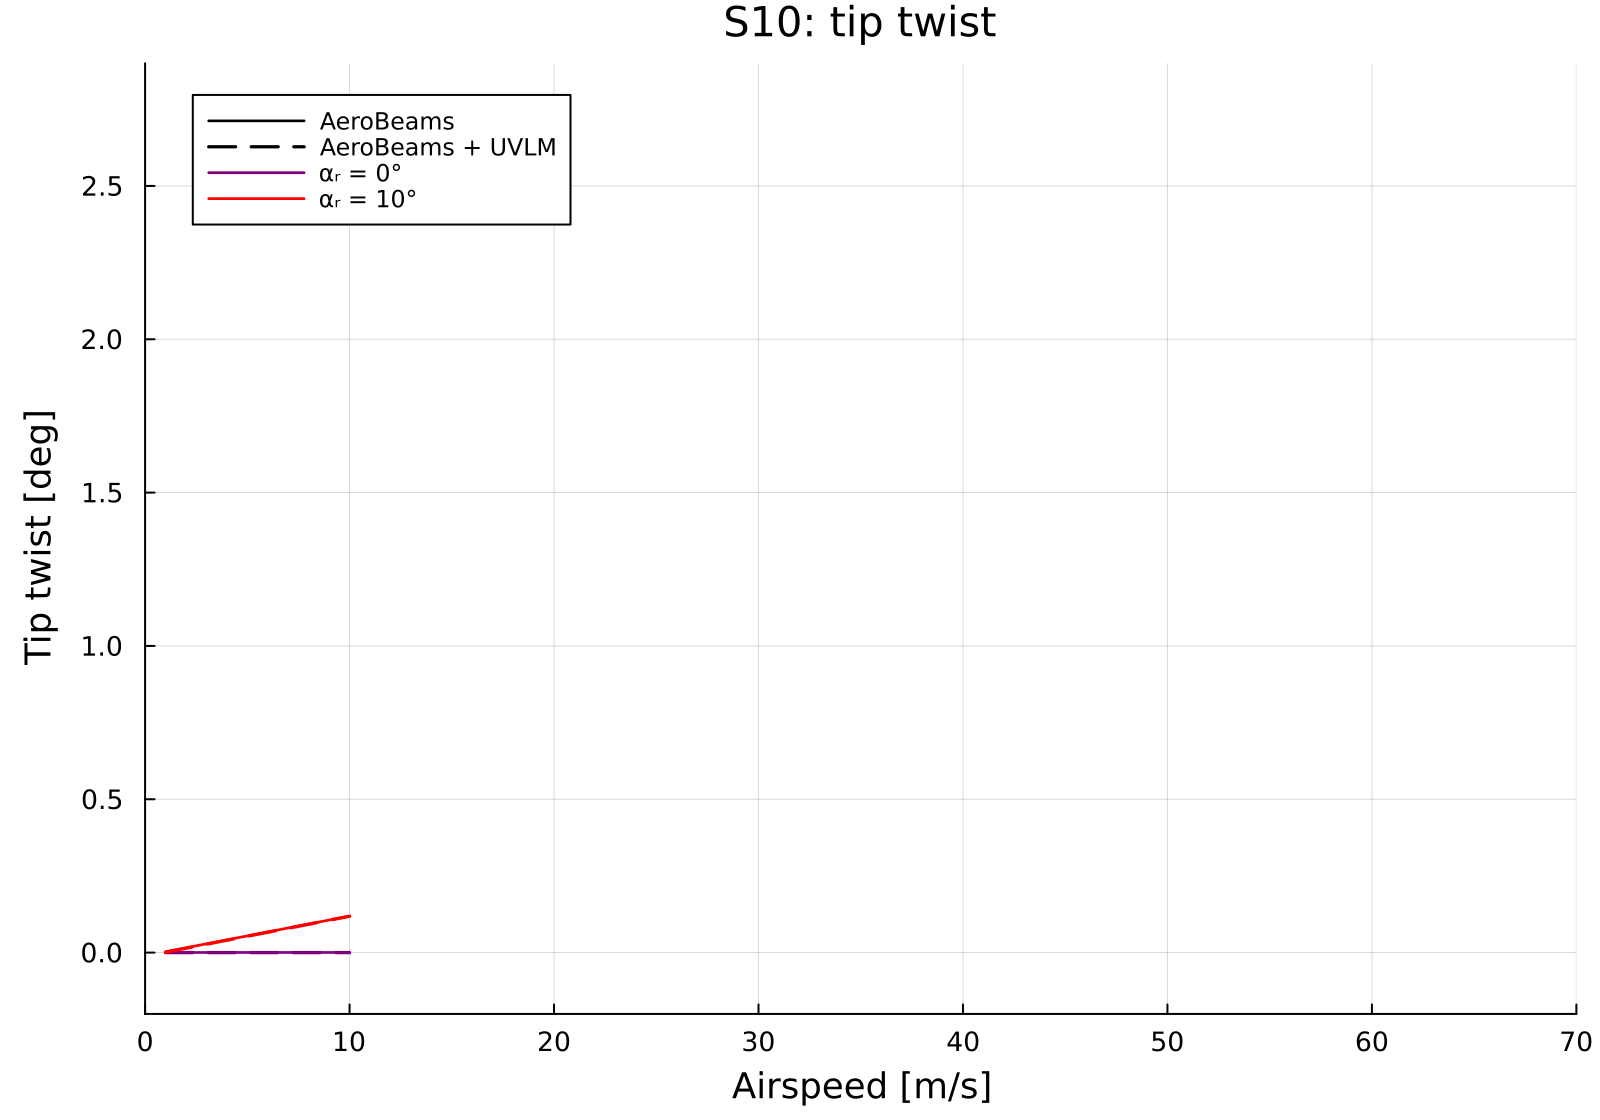 S10: tip twist
AeroBeams
AeroBeams + UVLM
αᵣ = 0°
αᵣ = 10°
2.5
2.0
1.5
1.0
0.5
0.0
Tip twist [deg]
0 10 20 30 40 50 60 70
Airspeed [m/s]